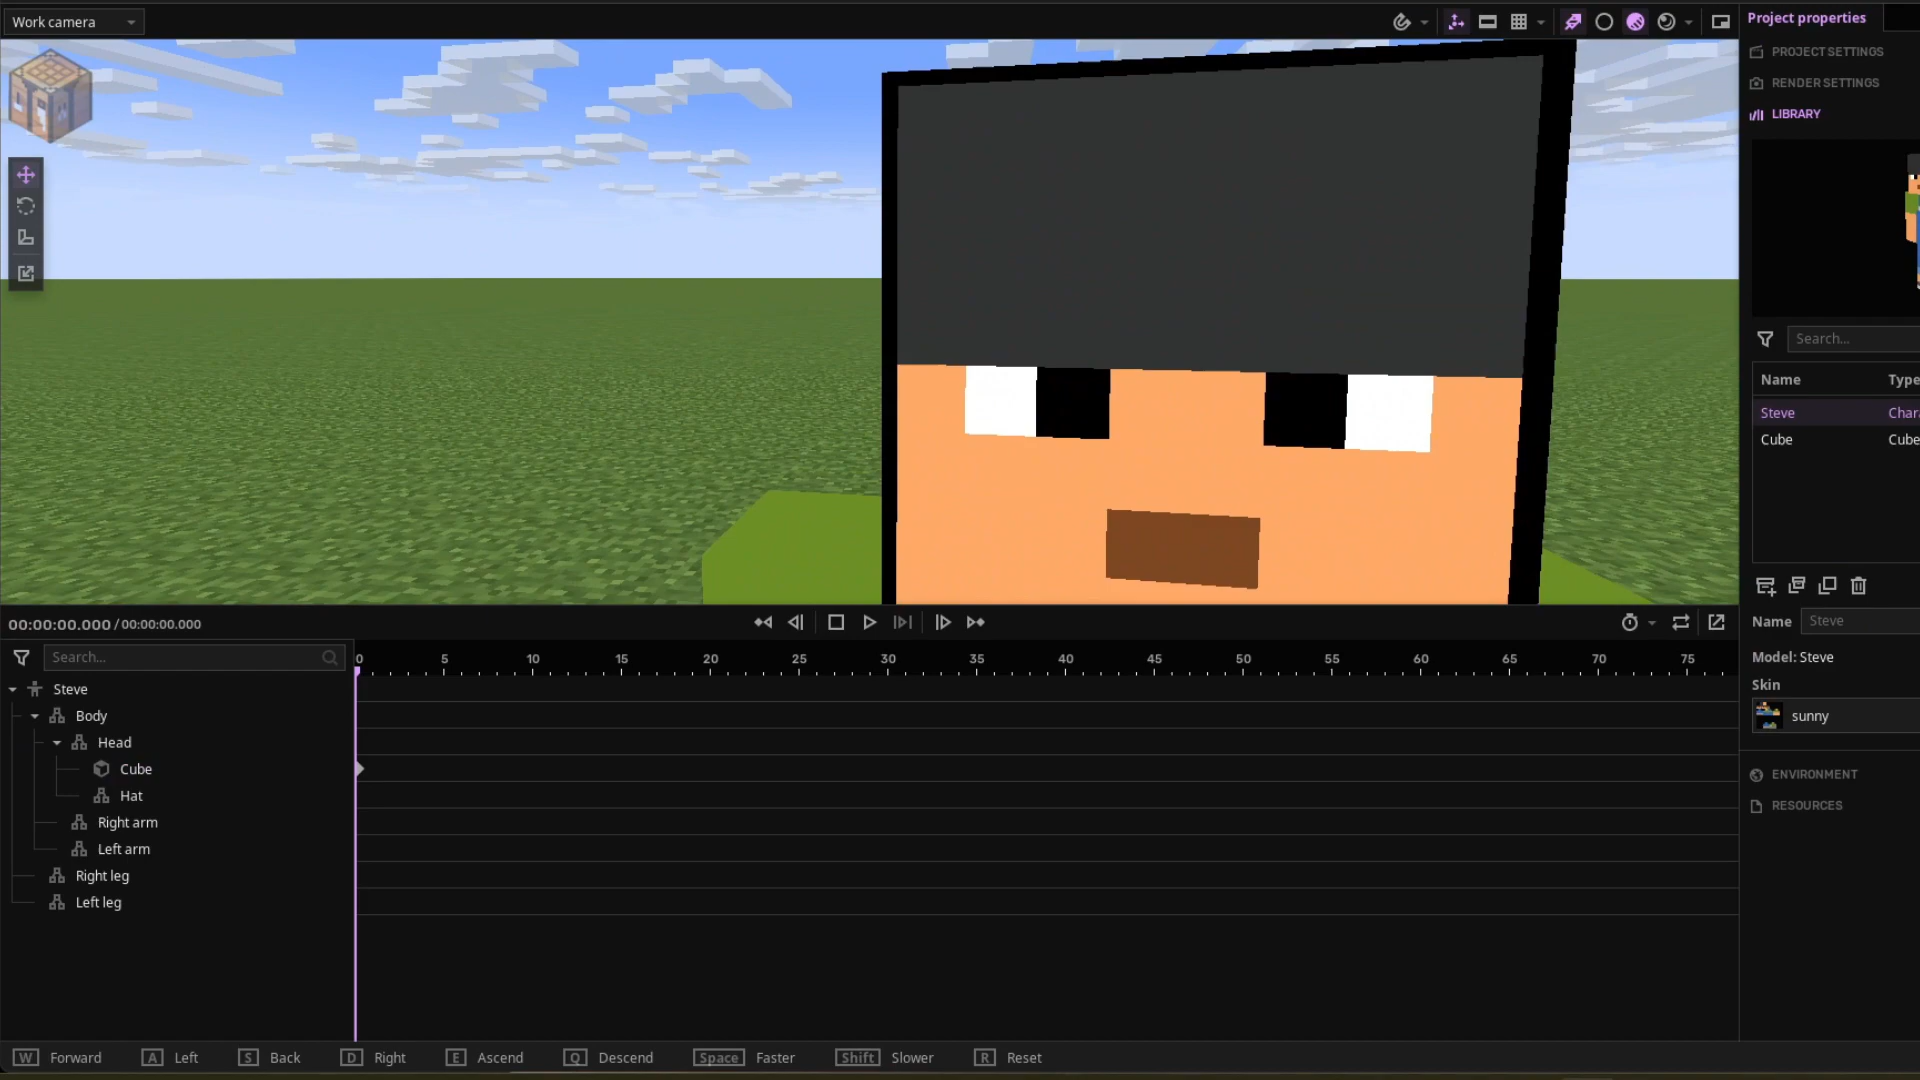 Work camera
Project properties
PROJECT SETTINGS
RENDER SETTINGS
LIBRARY
Search...
Name Type
Steve Char
Cube Cube
Name Steve
Model: Steve
Skin
sunny
ENVIRONMENT
RESOURCES
00:00:00.000 / 00:00:00.000
Search...
0 5 10 15 20 25 30 35 40 45 50 55 60 65 70 75
Steve
Body
Head
Cube
Hat
Right arm
Left arm
Right leg
Left leg
W Forward A Left S Back D Right E Ascend Q Descend Space Faster Shift Slower R Reset